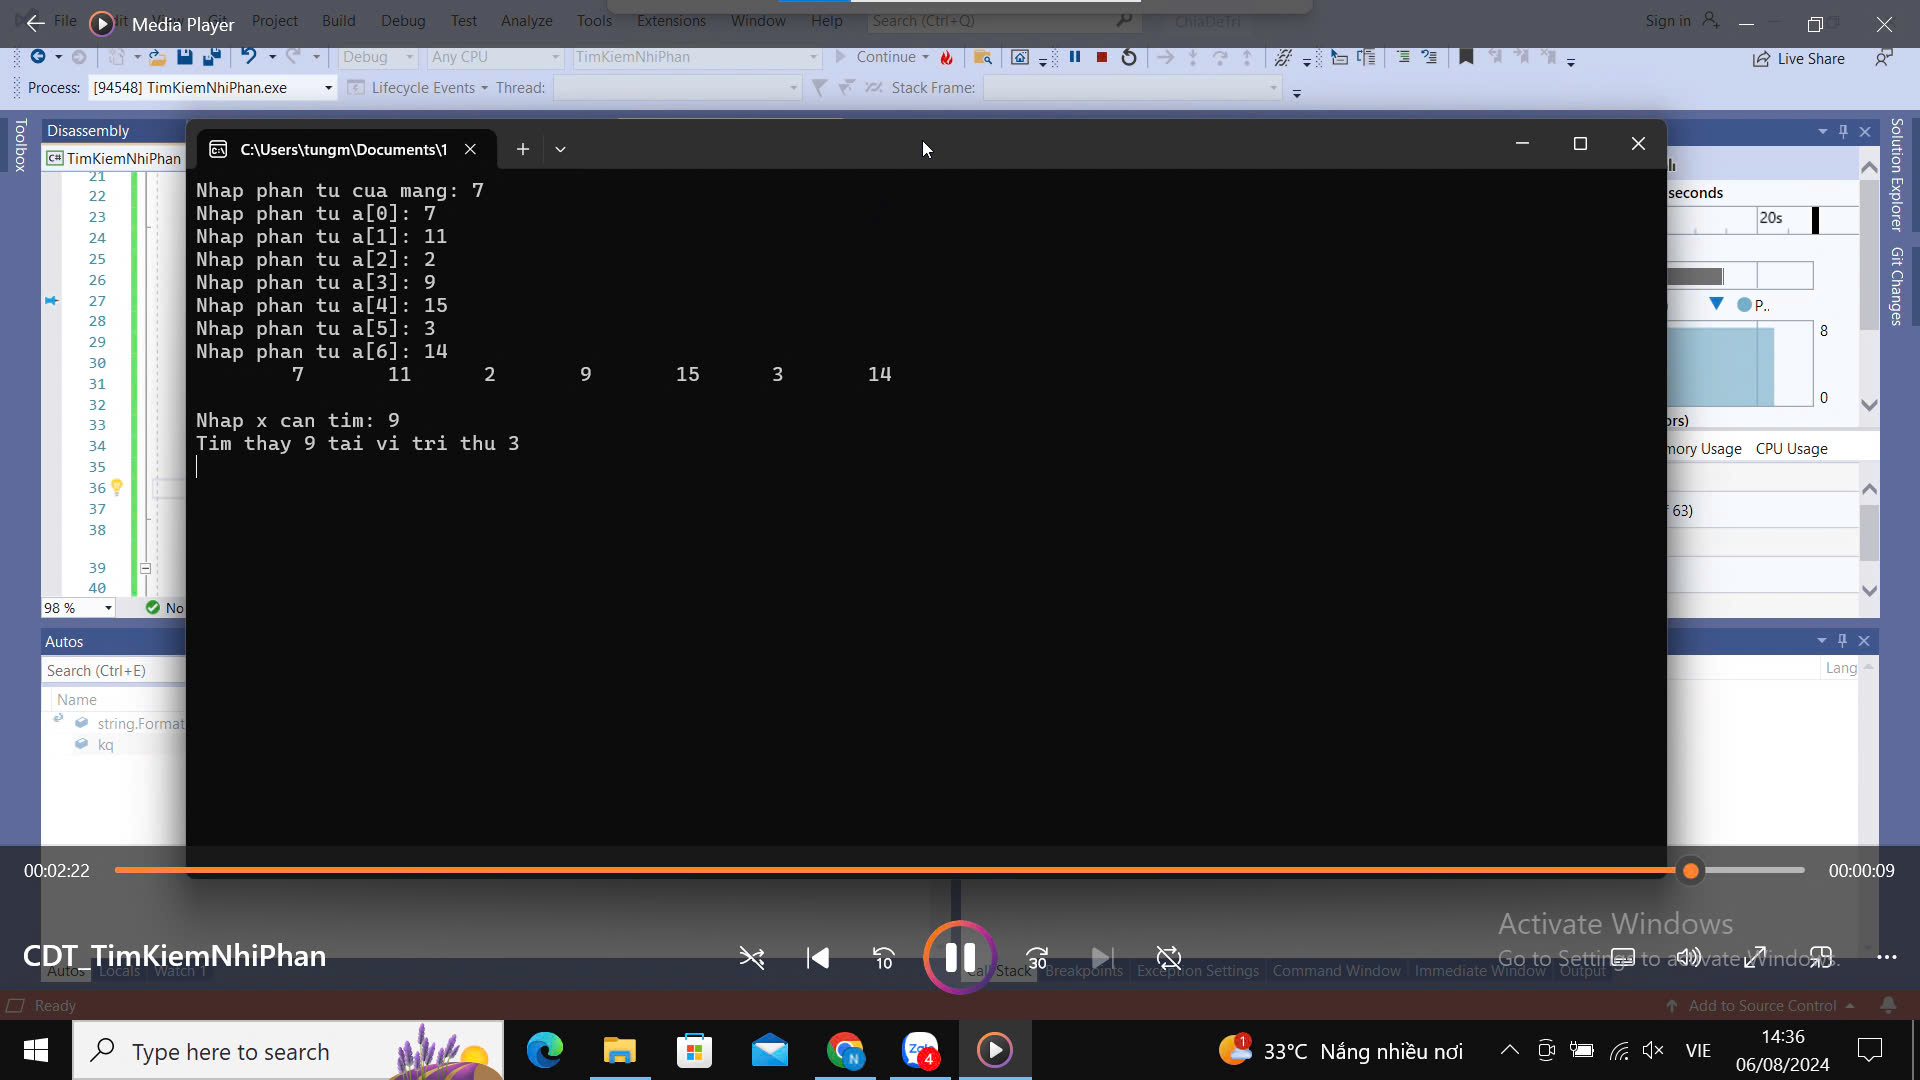 File Edit View Git Project Build Debug Test Analyze Tools Extensions Window Help Search (Ctrl+Q) ChiaDeTri Sign in
Media Player
Debug Any CPU TimKiemNhiPhan Continue Live Share
Process: [94548] TimKiemNhiPhan.exe Lifecycle Events Thread: Stack Frame:
Toolbox
Disassembly
C# TimKiemNhiPhan
C:\Users\tungm\Documents\1
Nhap phan tu cua mang: 7
Nhap phan tu a[0]: 7
Nhap phan tu a[1]: 11
Nhap phan tu a[2]: 2
Nhap phan tu a[3]: 9
Nhap phan tu a[4]: 15
Nhap phan tu a[5]: 3
Nhap phan tu a[6]: 14
7 11 2 9 15 3 14
Nhap x can tim: 9
Tim thay 9 tai vi tri thu 3
21
22
23
24
25
26
27
28
29
30
31
32
33
34
35
36
37
38
39
40
98 % No
seconds
20s
P..
8
0
ors)
mory Usage CPU Usage
63)
Solution Explorer
Git Changes
Autos
Search (Ctrl+E)
Name
string.Format
kq
Lang
00:02:22
00:00:09
CDT_TimKiemNhiPhan
10
30
Activate Windows
Go to Settings to activate Windows.
Autos Locals Watch 1
Call Stack Breakpoints Exception Settings Command Window Immediate Window Output
Ready
Add to Source Control
Type here to search
N
Zalo
4
1
33°C Nắng nhiều nơi
VIE
14:36
06/08/2024